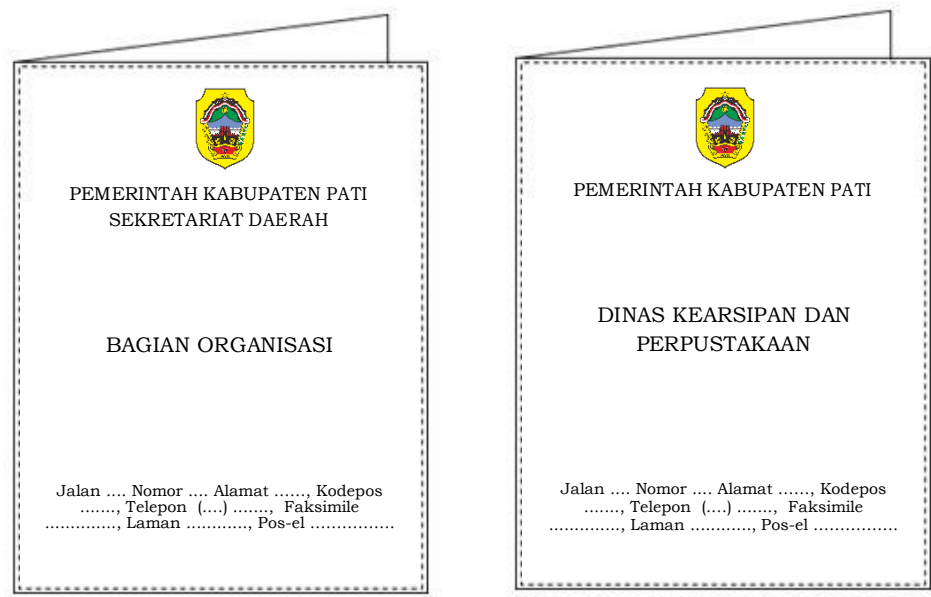 PEMERINTAH KABUPATEN PATI
SEKRETARIAT DAERAH
BAGIAN ORGANISASI
Jalan .... Nomor .... Alamat ......, Kodepos
......., Telepon (....) ......., Faksimile
.............., Laman ............, Pos-el ................
PEMERINTAH KABUPATEN PATI
DINAS KEARSIPAN DAN
PERPUSTAKAAN
Jalan .... Nomor .... Alamat ......, Kodepos
......., Telepon (....) ......., Faksimile
.............., Laman ............, Pos-el ................